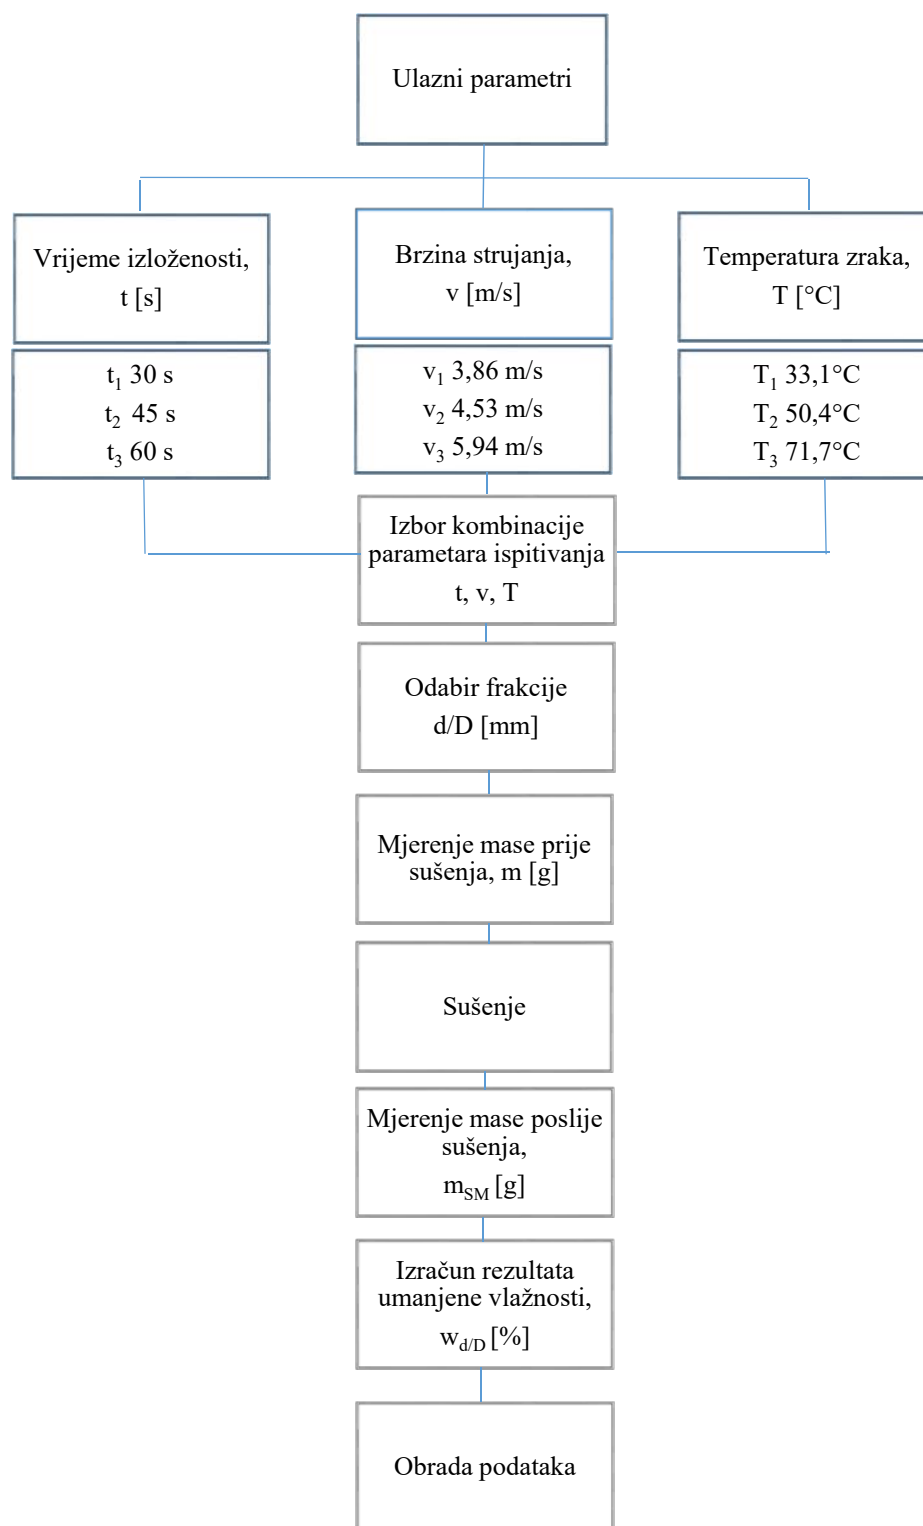 Ulazni parametri
Vrijeme izloženosti,
t [s]
Brzina strujanja,
v [m/s]
Temperatura zraka,
T [°C]
t₁ 30 s
t₂ 45 s
t₃ 60 s
v₁ 3,86 m/s
v₂ 4,53 m/s
v₃ 5,94 m/s
T₁ 33,1°C
T₂ 50,4°C
T₃ 71,7°C
Izbor kombinacije
parametara ispitivanja
t, v, T
Odabir frakcije
d/D [mm]
Mjerenje mase prije
sušenja, m [g]
Sušenje
Mjerenje mase poslije
sušenja,
mSM [g]
Izračun rezultata
umanjene vlažnosti,
wd/D [%]
Obrada podataka